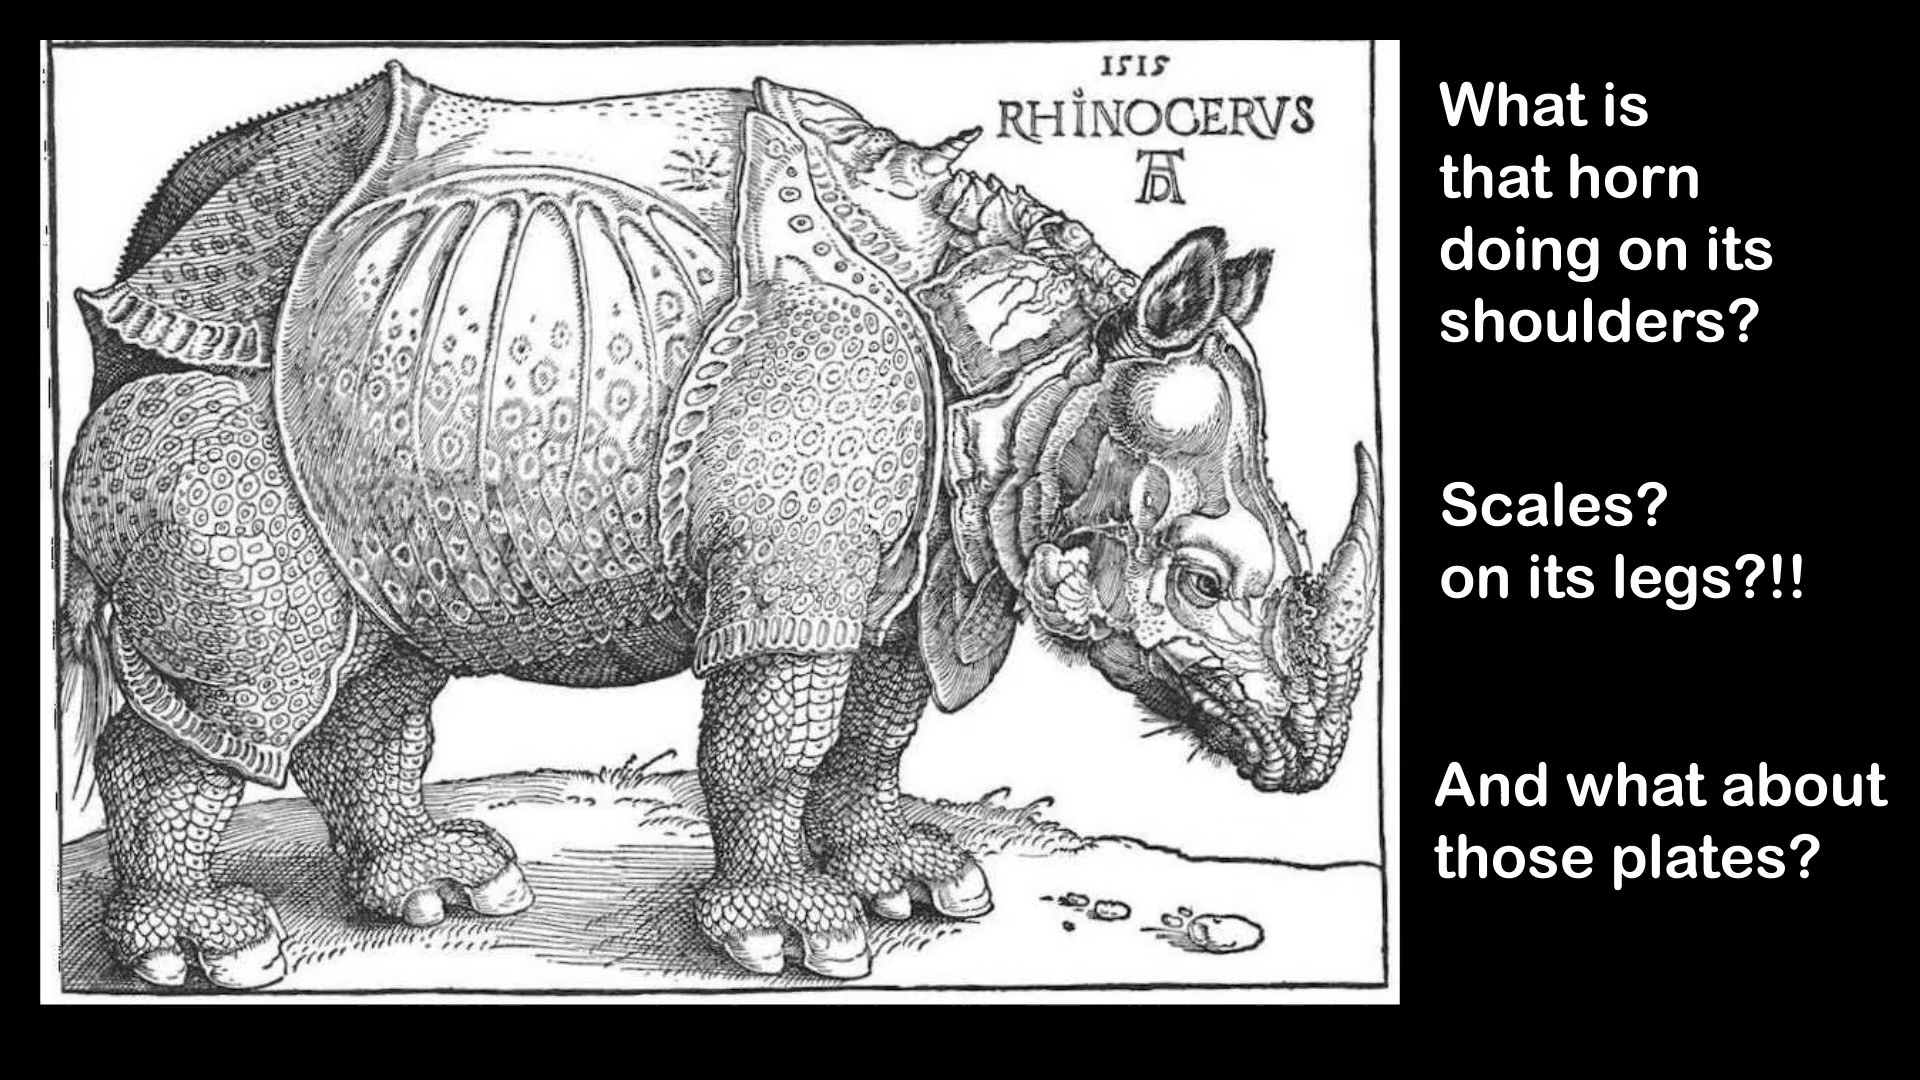 1515
RHINOCERVS
AD
What is
that horn
doing on its
shoulders?
Scales?
on its legs?!!
And what about
those plates?